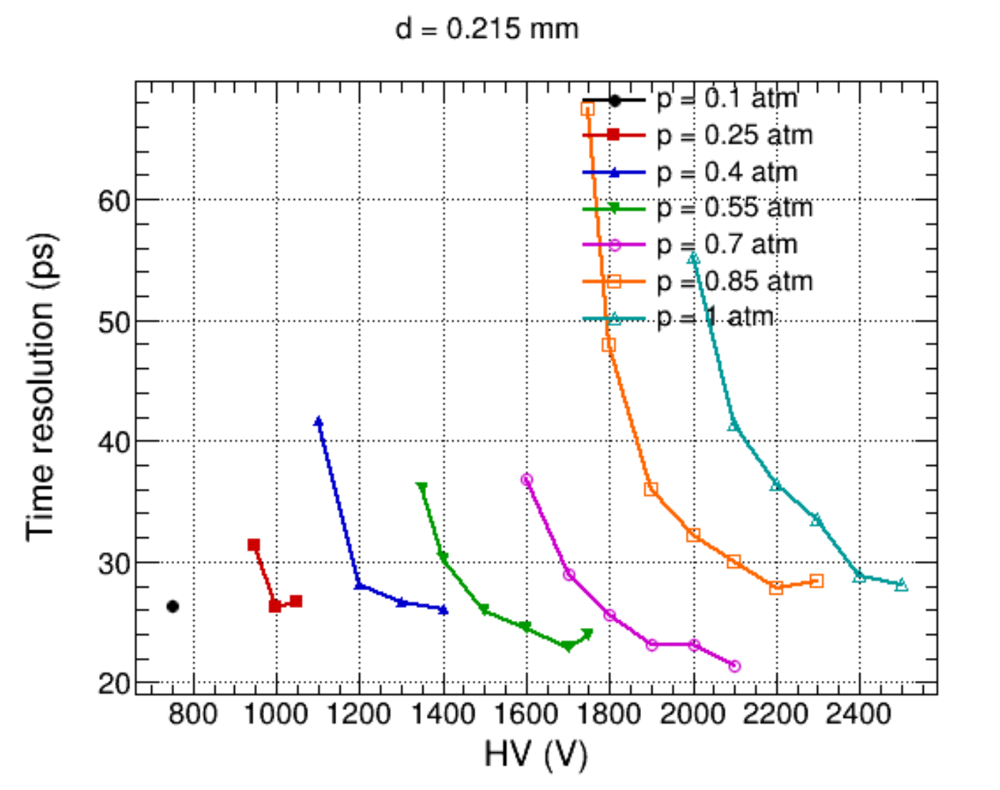 d = 0.215 mm
p = 0.1 atm
p = 0.25 atm
p = 0.4 atm
p = 0.55 atm
p = 0.7 atm
p = 0.85 atm
p = 1 atm
60
50
40
30
20
Time resolution (ps)
800 1000 1200 1400 1600 1800 2000 2200 2400
HV (V)